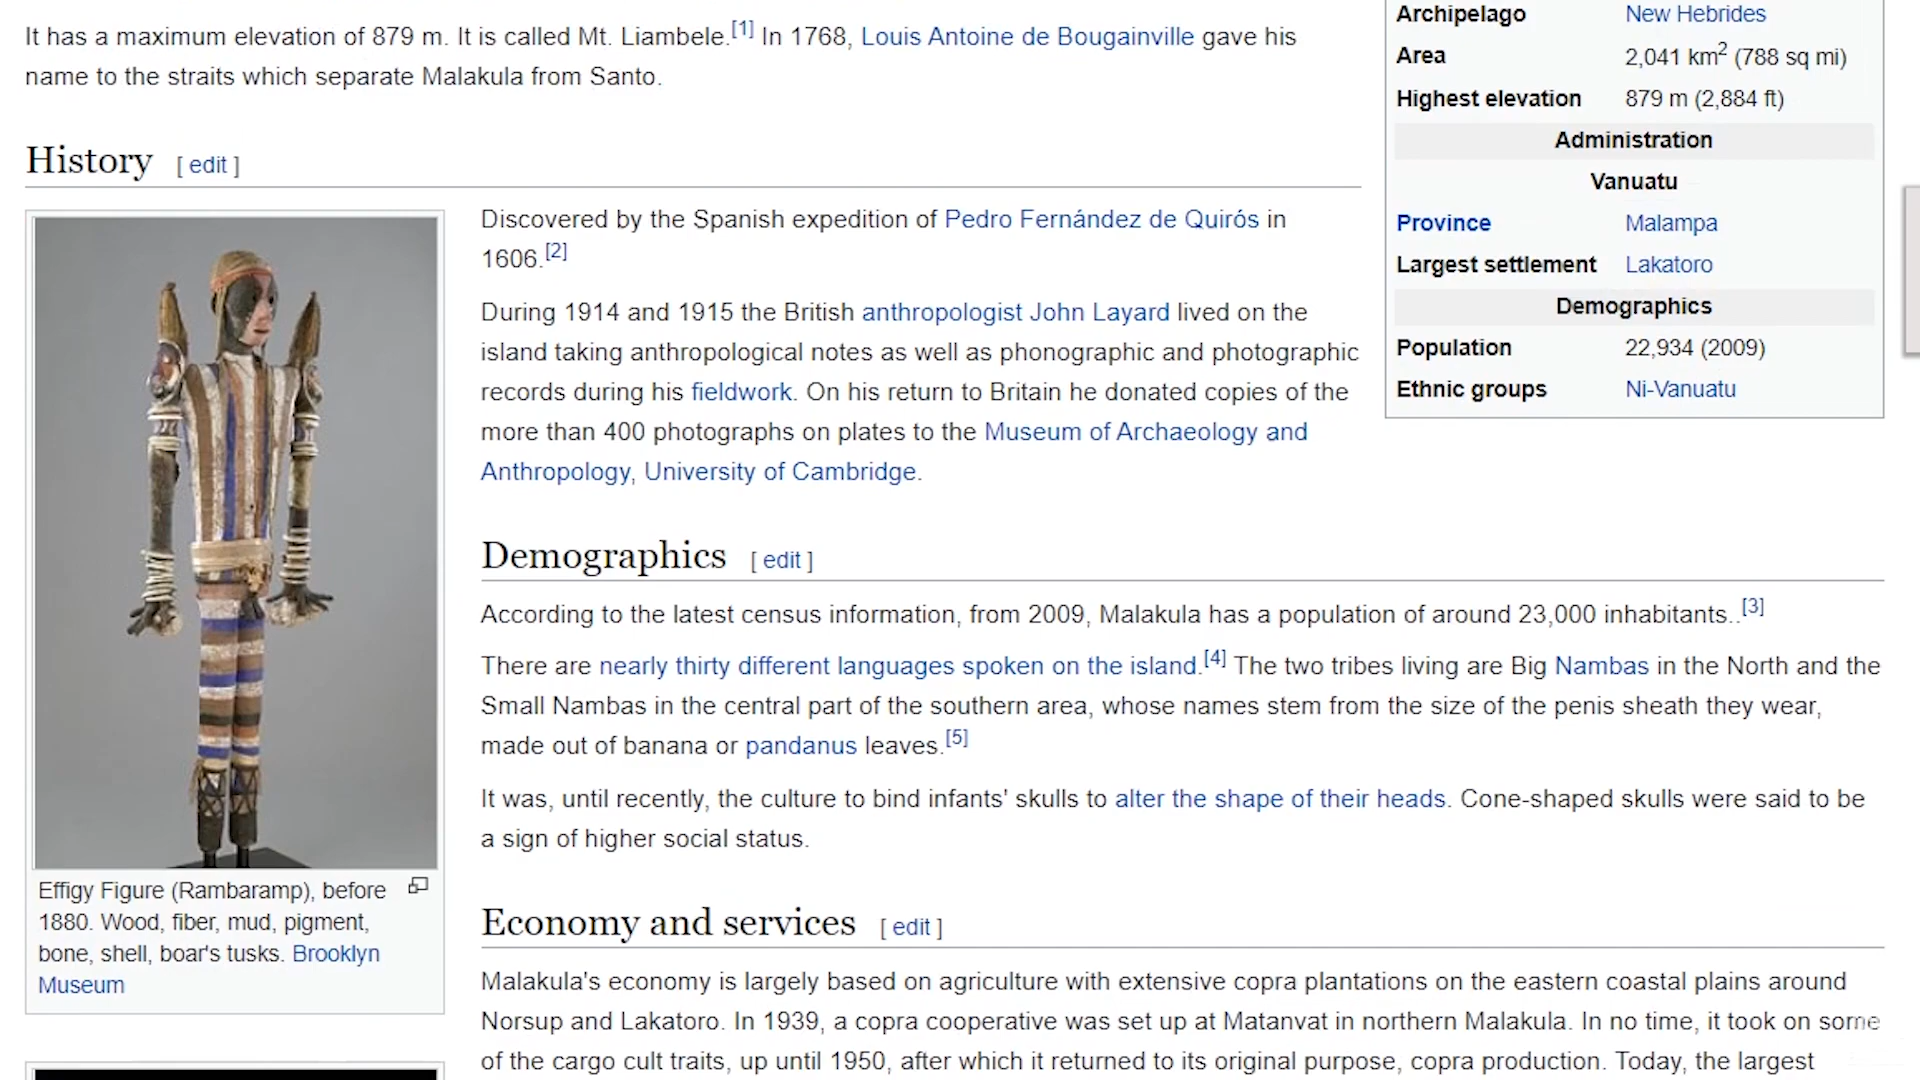 It has a maximum elevation of 879 m. It is called Mt. Liambele.[1] In 1768, Louis Antoine de Bougainville gave his
name to the straits which separate Malakula from Santo.
History [ edit ]
Effigy Figure (Rambaramp), before
1880. Wood, fiber, mud, pigment,
bone, shell, boar's tusks. Brooklyn
Museum
Discovered by the Spanish expedition of Pedro Fernández de Quirós in
1606.[2]
During 1914 and 1915 the British anthropologist John Layard lived on the
island taking anthropological notes as well as phonographic and photographic
records during his fieldwork. On his return to Britain he donated copies of the
more than 400 photographs on plates to the Museum of Archaeology and
Anthropology, University of Cambridge.
Demographics [ edit ]
According to the latest census information, from 2009, Malakula has a population of around 23,000 inhabitants..[3]
There are nearly thirty different languages spoken on the island.[4] The two tribes living are Big Nambas in the North and the
Small Nambas in the central part of the southern area, whose names stem from the size of the penis sheath they wear,
made out of banana or pandanus leaves.[5]
It was, until recently, the culture to bind infants' skulls to alter the shape of their heads. Cone-shaped skulls were said to be
a sign of higher social status.
Economy and services [ edit ]
Malakula's economy is largely based on agriculture with extensive copra plantations on the eastern coastal plains around
Norsup and Lakatoro. In 1939, a copra cooperative was set up at Matanvat in northern Malakula. In no time, it took on some
of the cargo cult traits, up until 1950, after which it returned to its original purpose, copra production. Today, the largest
Archipelago New Hebrides
Area 2,041 km2 (788 sq mi)
Highest elevation 879 m (2,884 ft)
Administration
Vanuatu
Province Malampa
Largest settlement Lakatoro
Demographics
Population 22,934 (2009)
Ethnic groups Ni-Vanuatu